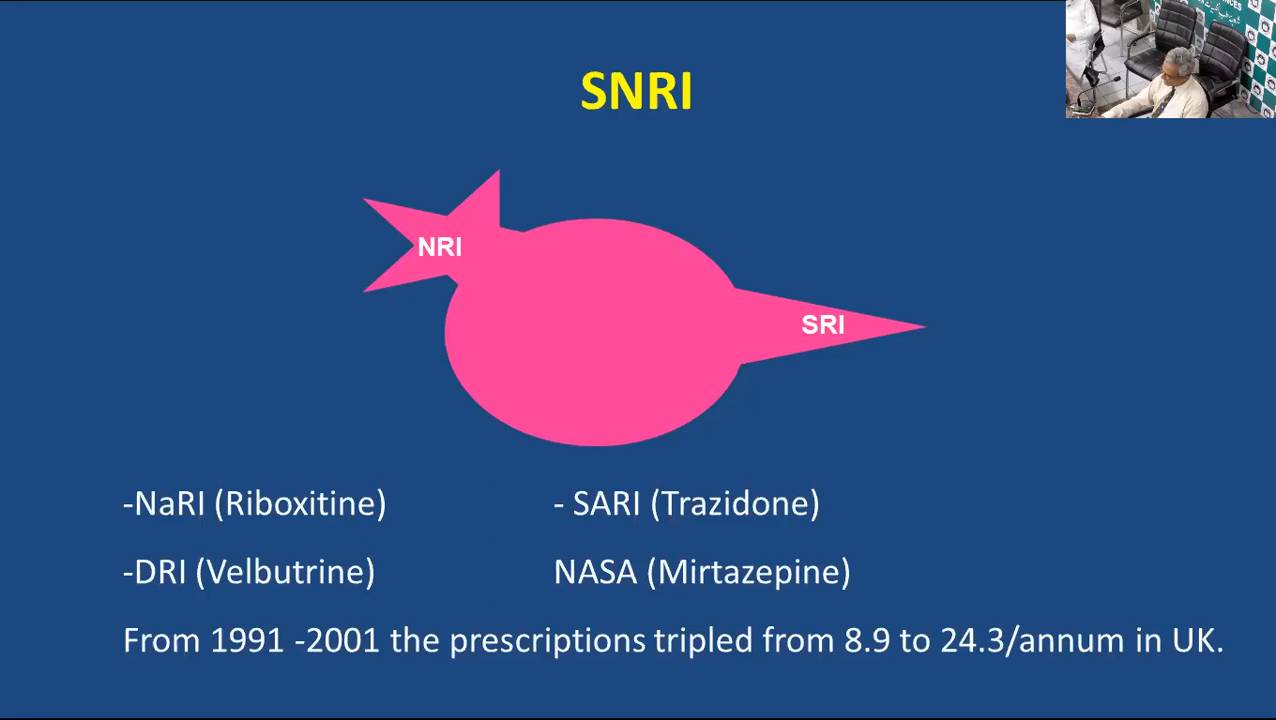 SNRI
NRI
SRI
-NaRI (Riboxitine)
- SARI (Trazidone)
-DRI (Velbutrine)
NASA (Mirtazepine)
From 1991 -2001 the prescriptions tripled from 8.9 to 24.3/annum in UK.